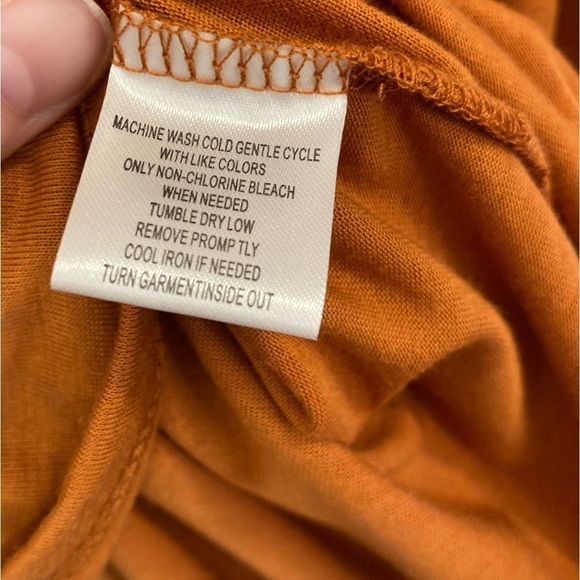 MACHINE WASH COLD GENTLE CYCLE
WITH LIKE COLORS
ONLY NON-CHLORINE BLEACH
WHEN NEEDED
TUMBLE DRY LOW
REMOVE PROMP TLY
COOL IRON IF NEEDED
TURN GARMENTINSIDE OUT